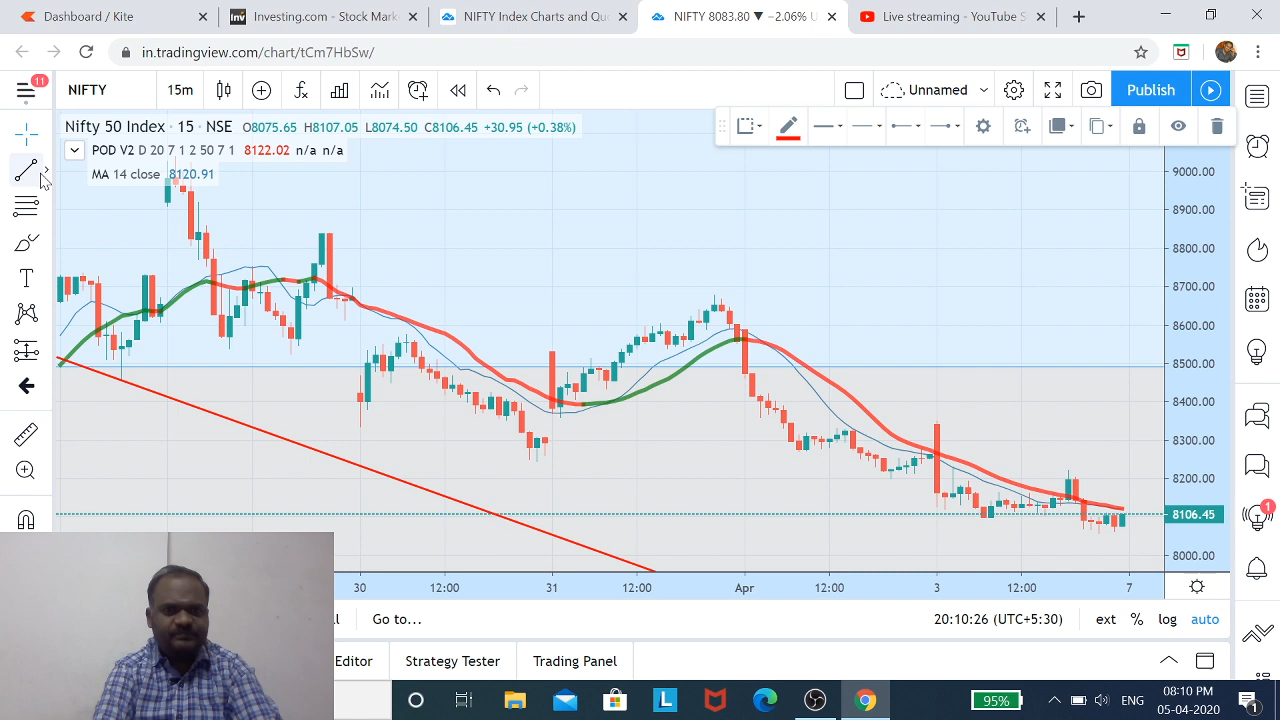 Dashboard / Kite
Investing.com - Stock Mark
NIFTY Index Charts and Quo
NIFTY 8083.80 ▼ −2.06% U
Live streaming - YouTube S
in.tradingview.com/chart/tCm7HbSw/
11
NIFTY
15m
Unnamed
Publish
Nifty 50 Index · 15 · NSE O8075.65 H8107.05 L8074.50 C8106.45 +30.95 (+0.38%)
POD V2 D 20 7 1 2 50 7 1 8122.02 n/a n/a
MA 14 close 8120.91
9000.00
8900.00
8800.00
8700.00
8600.00
8500.00
8400.00
8300.00
8200.00
8106.45
8000.00
1
30
12:00
31
12:00
Apr
12:00
3
12:00
7
Go to...
20:10:26 (UTC+5:30)
ext
%
log
auto
Editor
Strategy Tester
Trading Panel
95%
ENG
08:10 PM
05-04-2020
1